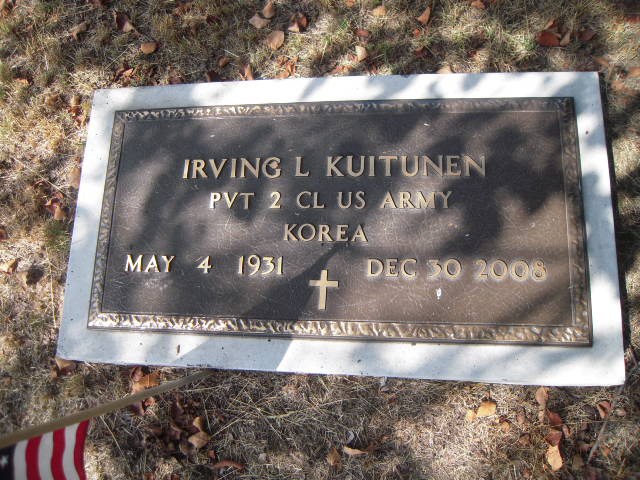 IRVING L KUITUNEN
PVT 2 CL US ARMY
KOREA
MAY 4 1931 DEC 30 2008